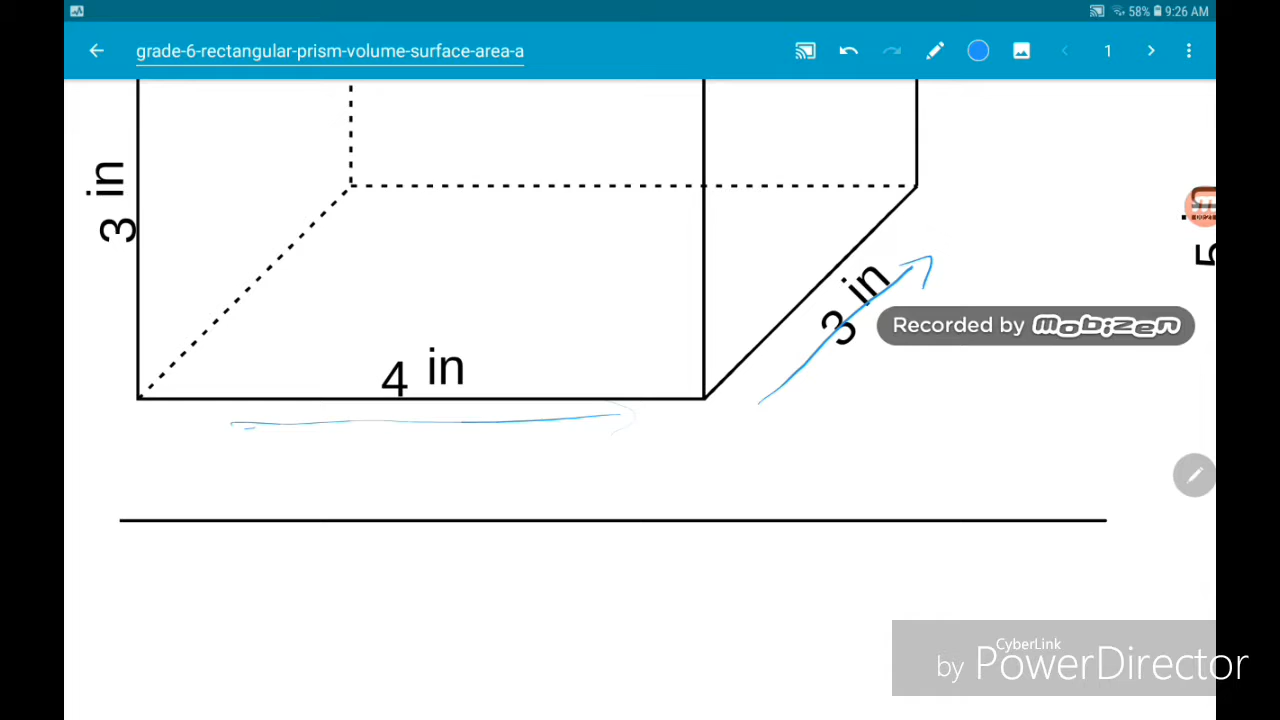 58% 9:26 AM
grade-6-rectangular-prism-volume-surface-area-a
1
3 in
5
3 in
Recorded by mobizen
4 in
CyberLink
by PowerDirector